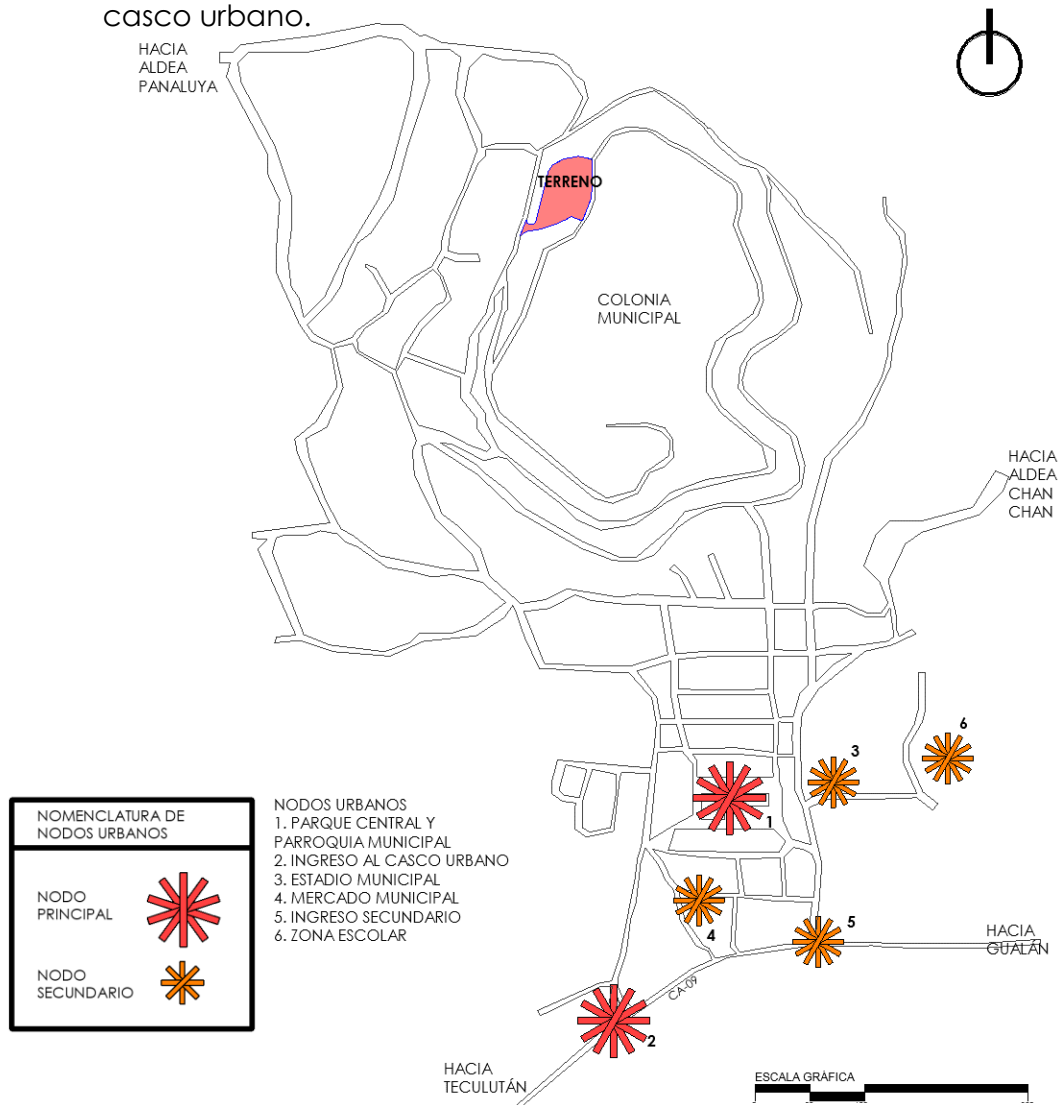 casco urbano.
HACIA
ALDEA
PANALUYA
TERRENO
COLONIA
MUNICIPAL
HACIA
ALDEA
CHAN
CHAN
6
3
1
NOMENCLATURA DE
NODOS URBANOS
NODO
PRINCIPAL
NODO
SECUNDARIO
NODOS URBANOS
1. PARQUE CENTRAL Y
PARROQUIA MUNICIPAL
2. INGRESO AL CASCO URBANO
3. ESTADIO MUNICIPAL
4. MERCADO MUNICIPAL
5. INGRESO SECUNDARIO
6. ZONA ESCOLAR
4
5
HACIA
GUALÁN
CA-09
2
HACIA
TECULUTÁN
ESCALA GRÁFICA